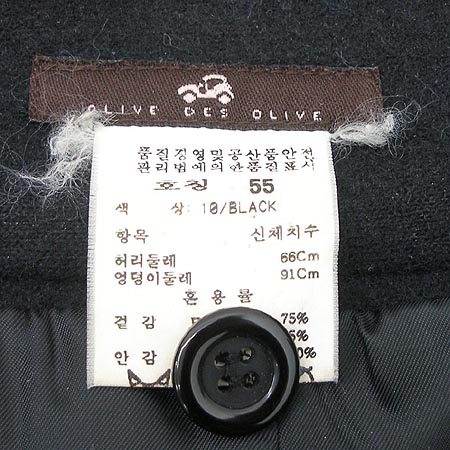 OLIVE DES OLIVE
품질경영및공산품안전
관리법에의한품질표시
호칭 55
색 상: 10/BLACK
항목 신체치수
허리둘레 66Cm
엉덩이둘레 91Cm
혼용률
겉감 75%
안감